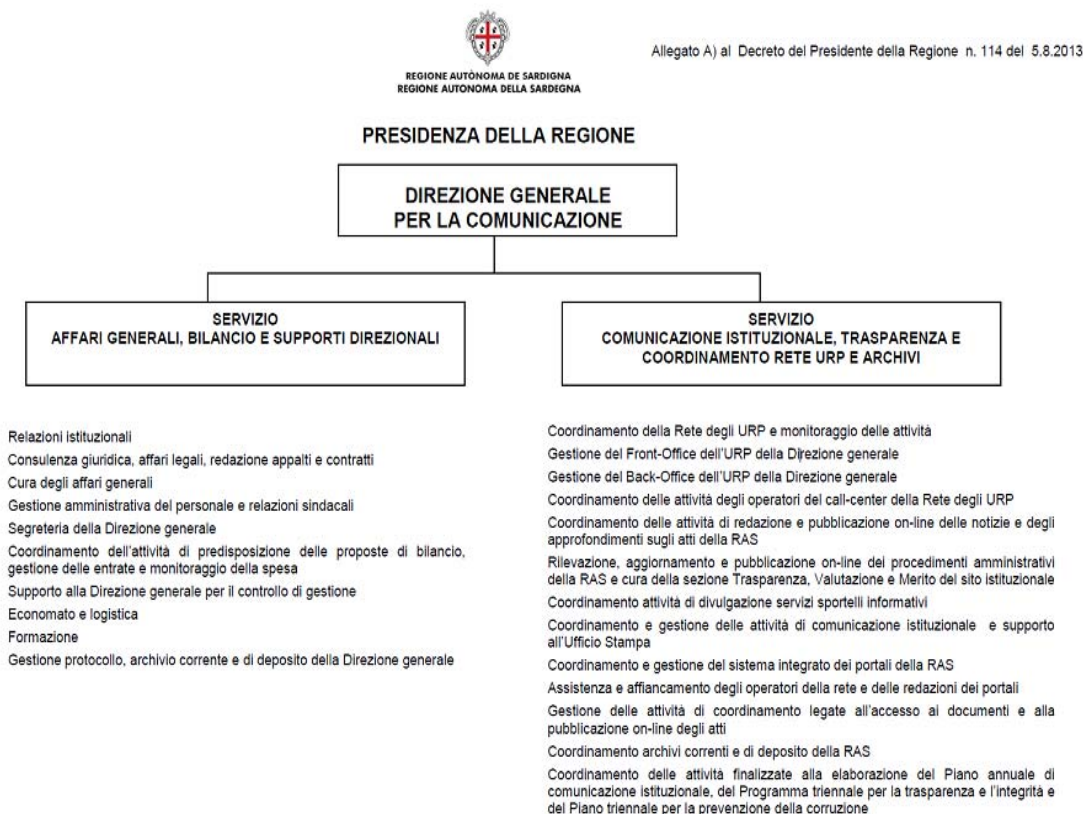 REGIONE AUTÒNOMA DE SARDIGNA
REGIONE AUTONOMA DELLA SARDEGNA
Allegato A) al Decreto del Presidente della Regione n. 114 del 5.8.2013
PRESIDENZA DELLA REGIONE
DIREZIONE GENERALE
PER LA COMUNICAZIONE
SERVIZIO
AFFARI GENERALI, BILANCIO E SUPPORTI DIREZIONALI
Relazioni istituzionali
Consulenza giuridica, affari legali, redazione appalti e contratti
Cura degli affari generali
Gestione amministrativa del personale e relazioni sindacali
Segreteria della Direzione generale
Coordinamento dell'attività di predisposizione delle proposte di bilancio,
gestione delle entrate e monitoraggio della spesa
Supporto alla Direzione generale per il controllo di gestione
Economato e logistica
Formazione
Gestione protocollo, archivio corrente e di deposito della Direzione generale
SERVIZIO
COMUNICAZIONE ISTITUZIONALE, TRASPARENZA E
COORDINAMENTO RETE URP E ARCHIVI
Coordinamento della Rete degli URP e monitoraggio delle attività
Gestione del Front-Office dell'URP della Direzione generale
Gestione del Back-Office dell'URP della Direzione generale
Coordinamento delle attività degli operatori del call-center della Rete degli URP
Coordinamento delle attività di redazione e pubblicazione on-line delle notizie e degli
approfondimenti sugli atti della RAS
Rilevazione, aggiornamento e pubblicazione on-line dei procedimenti amministrativi
della RAS e cura della sezione Trasparenza, Valutazione e Merito del sito istituzionale
Coordinamento attività di divulgazione servizi sportelli informativi
Coordinamento e gestione delle attività di comunicazione istituzionale e supporto
all'Ufficio Stampa
Coordinamento e gestione del sistema integrato dei portali della RAS
Assistenza e affiancamento degli operatori della rete e delle redazioni dei portali
Gestione delle attività di coordinamento legate all'accesso ai documenti e alla
pubblicazione on-line degli atti
Coordinamento archivi correnti e di deposito della RAS
Coordinamento delle attività finalizzate alla elaborazione del Piano annuale di
comunicazione istituzionale, del Programma triennale per la trasparenza e l'integrità e
del Piano triennale per la prevenzione della corruzione